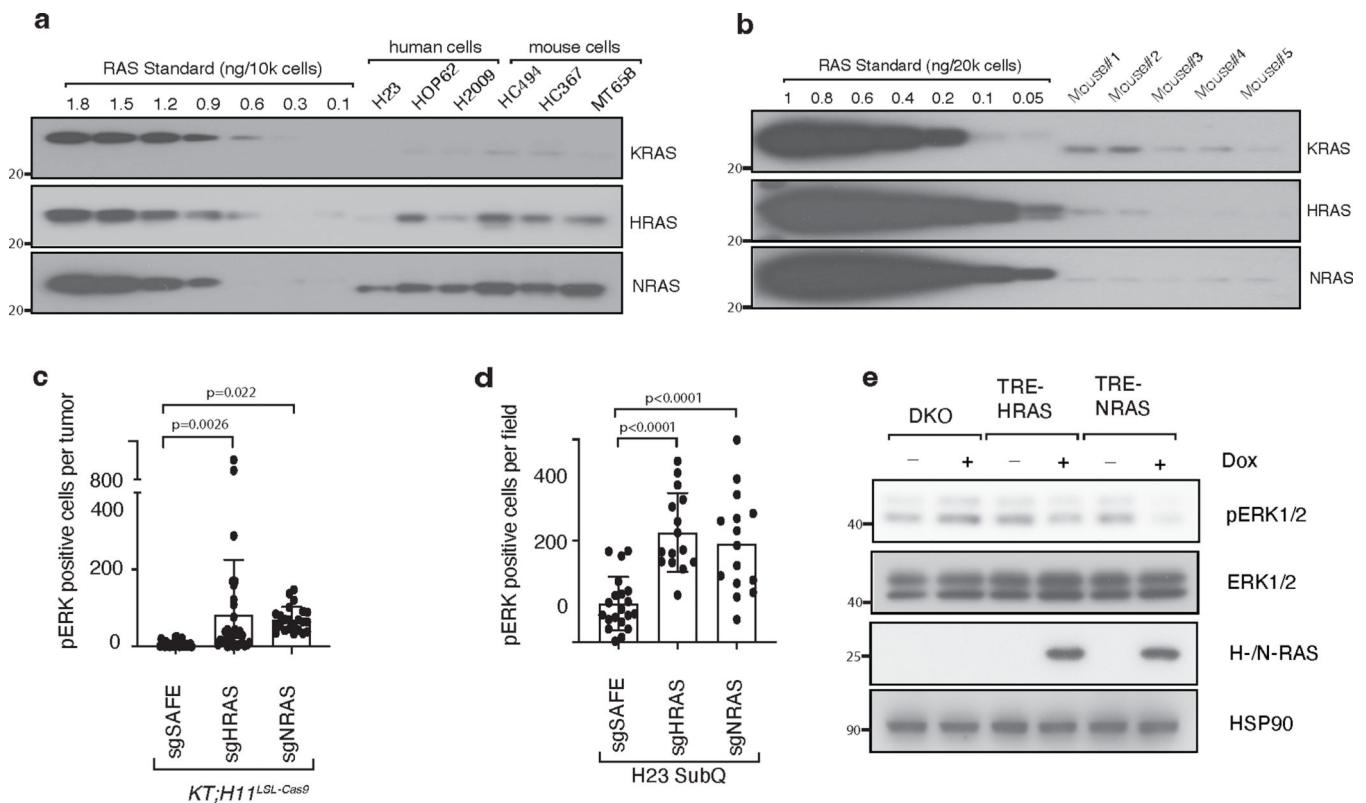 a
human cells mouse cells
RAS Standard (ng/10k cells)
1.8 1.5 1.2 0.9 0.6 0.3 0.1 H23 HOP62 H2009 HC494 HC367 MT658
KRAS
20
HRAS
20
NRAS
20
b
RAS Standard (ng/20k cells)
1 0.8 0.6 0.4 0.2 0.1 0.05 Mouse#1 Mouse#2 Mouse#3 Mouse#4 Mouse#5
KRAS
20
HRAS
20
NRAS
20
c
p=0.022
p=0.0026
pERK positive cells per tumor
800
400
200
0
sgSAFE sgHRAS sgNRAS
KT;H11LSL-Cas9
d
p<0.0001
p<0.0001
pERK positive cells per field
400
200
0
sgSAFE sgHRAS sgNRAS
H23 SubQ
e
DKO TRE-HRAS TRE-NRAS
– + – + – + Dox
pERK1/2
40
ERK1/2
40
H-/N-RAS
25
HSP90
90